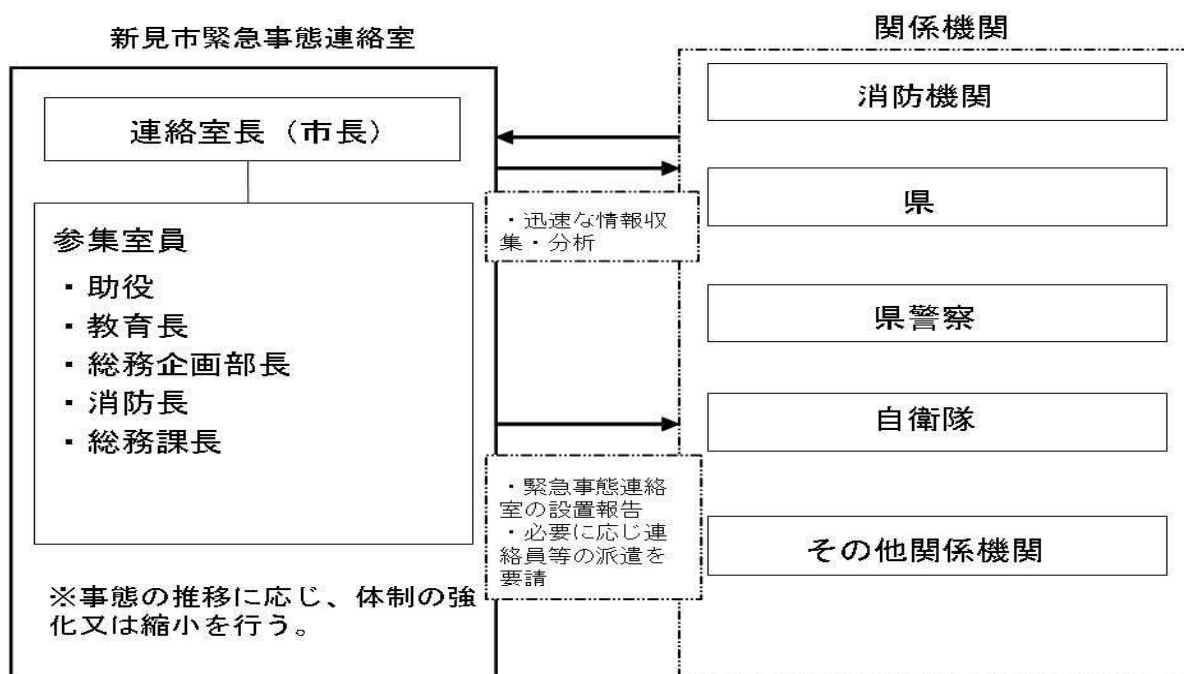 新見市緊急事態連絡室
連絡室長（市長）
参集室員
・助役
・教育長
・総務企画部長
・消防長
・総務課長
※事態の推移に応じ、体制の強
化又は縮小を行う。
・迅速な情報収
集・分析
・緊急事態連絡
室の設置報告
・必要に応じ連
絡員等の派遣を
要請
関係機関
消防機関
県
県警察
自衛隊
その他関係機関